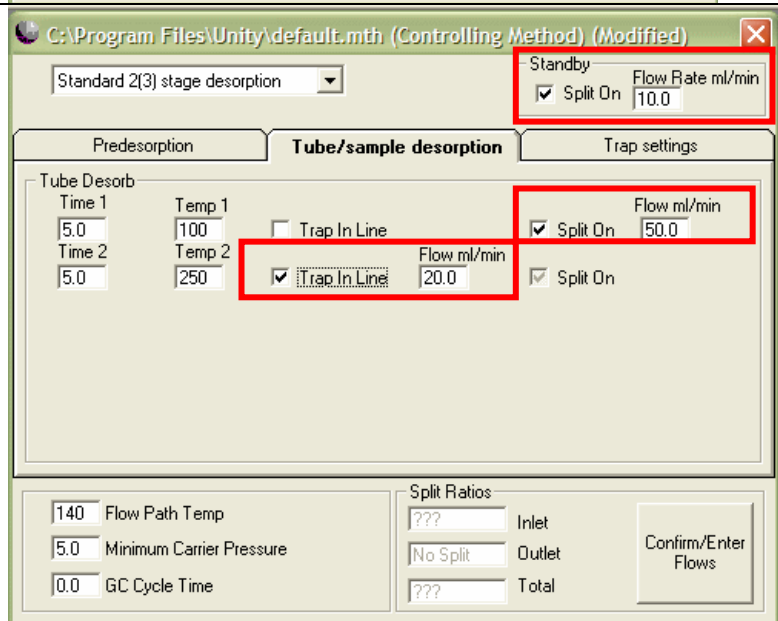 C:\Program Files\Unity\default.mth (Controlling Method) (Modified)
Standard 2(3) stage desorption
Standby
Split On
Flow Rate ml/min
10.0
Predesorption
Tube/sample desorption
Trap settings
Tube Desorb
Time 1
Temp 1
Flow ml/min
5.0
100
Trap In Line
Split On
50.0
Time 2
Temp 2
Flow ml/min
5.0
250
Trap In Line
20.0
Split On
140 Flow Path Temp
5.0 Minimum Carrier Pressure
0.0 GC Cycle Time
Split Ratios
??? Inlet
No Split Outlet
??? Total
Confirm/Enter
Flows